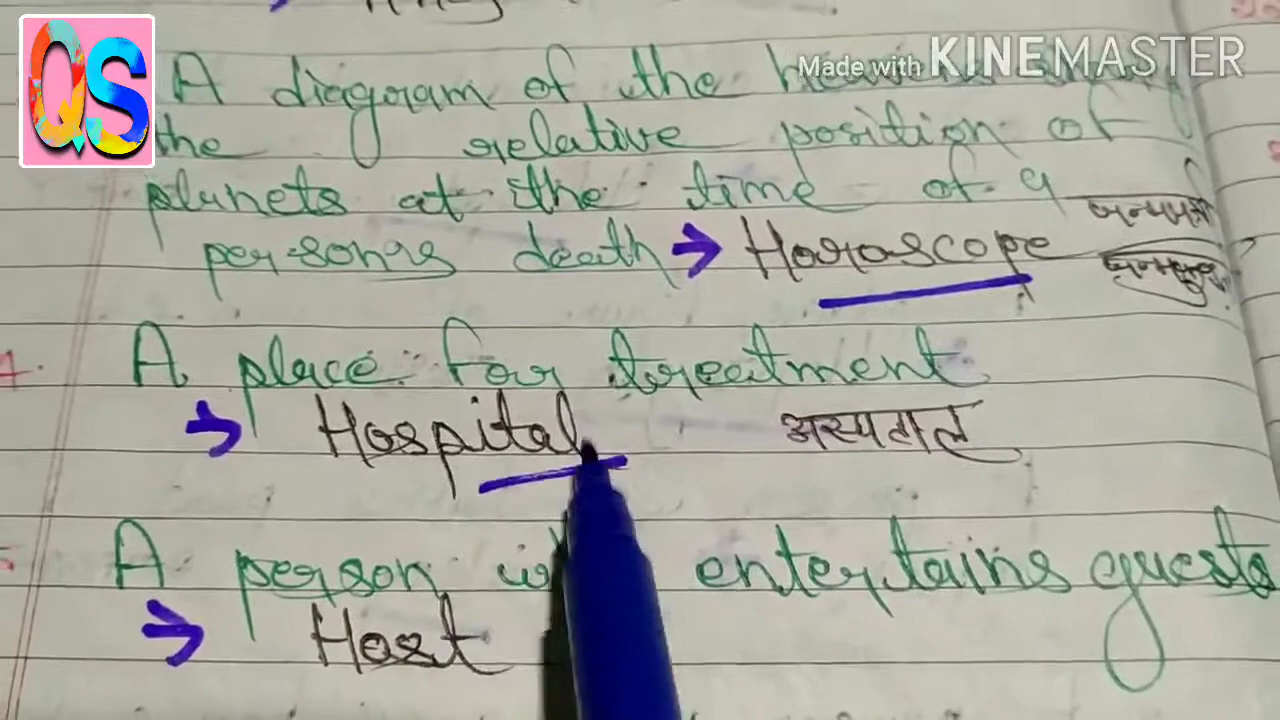 QS
Made with KINEMASTER
A diagram of the
the relative position of
planets at the time of a
persons death → Horoscope
4. A place for treatment
→ Hospital अस्पताल
A person entertains guests
→ Host